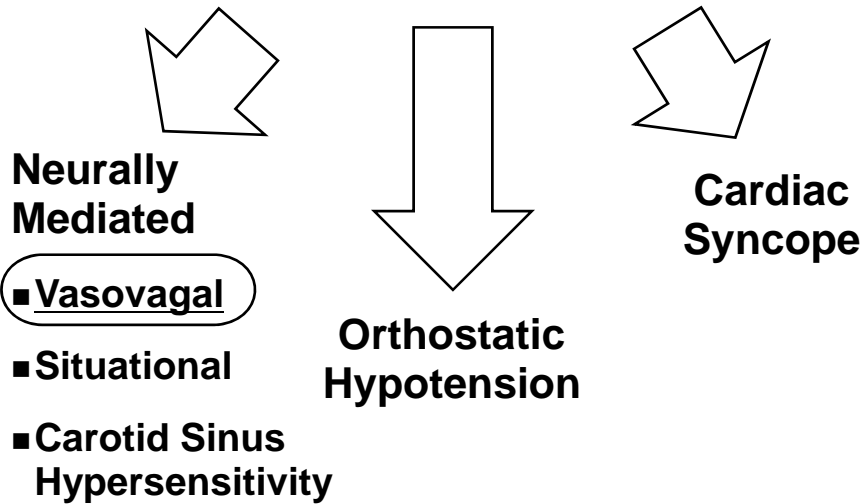 Neurally
Mediated
■Vasovagal
■Situational
■Carotid Sinus
Hypersensitivity
Orthostatic
Hypotension
Cardiac
Syncope